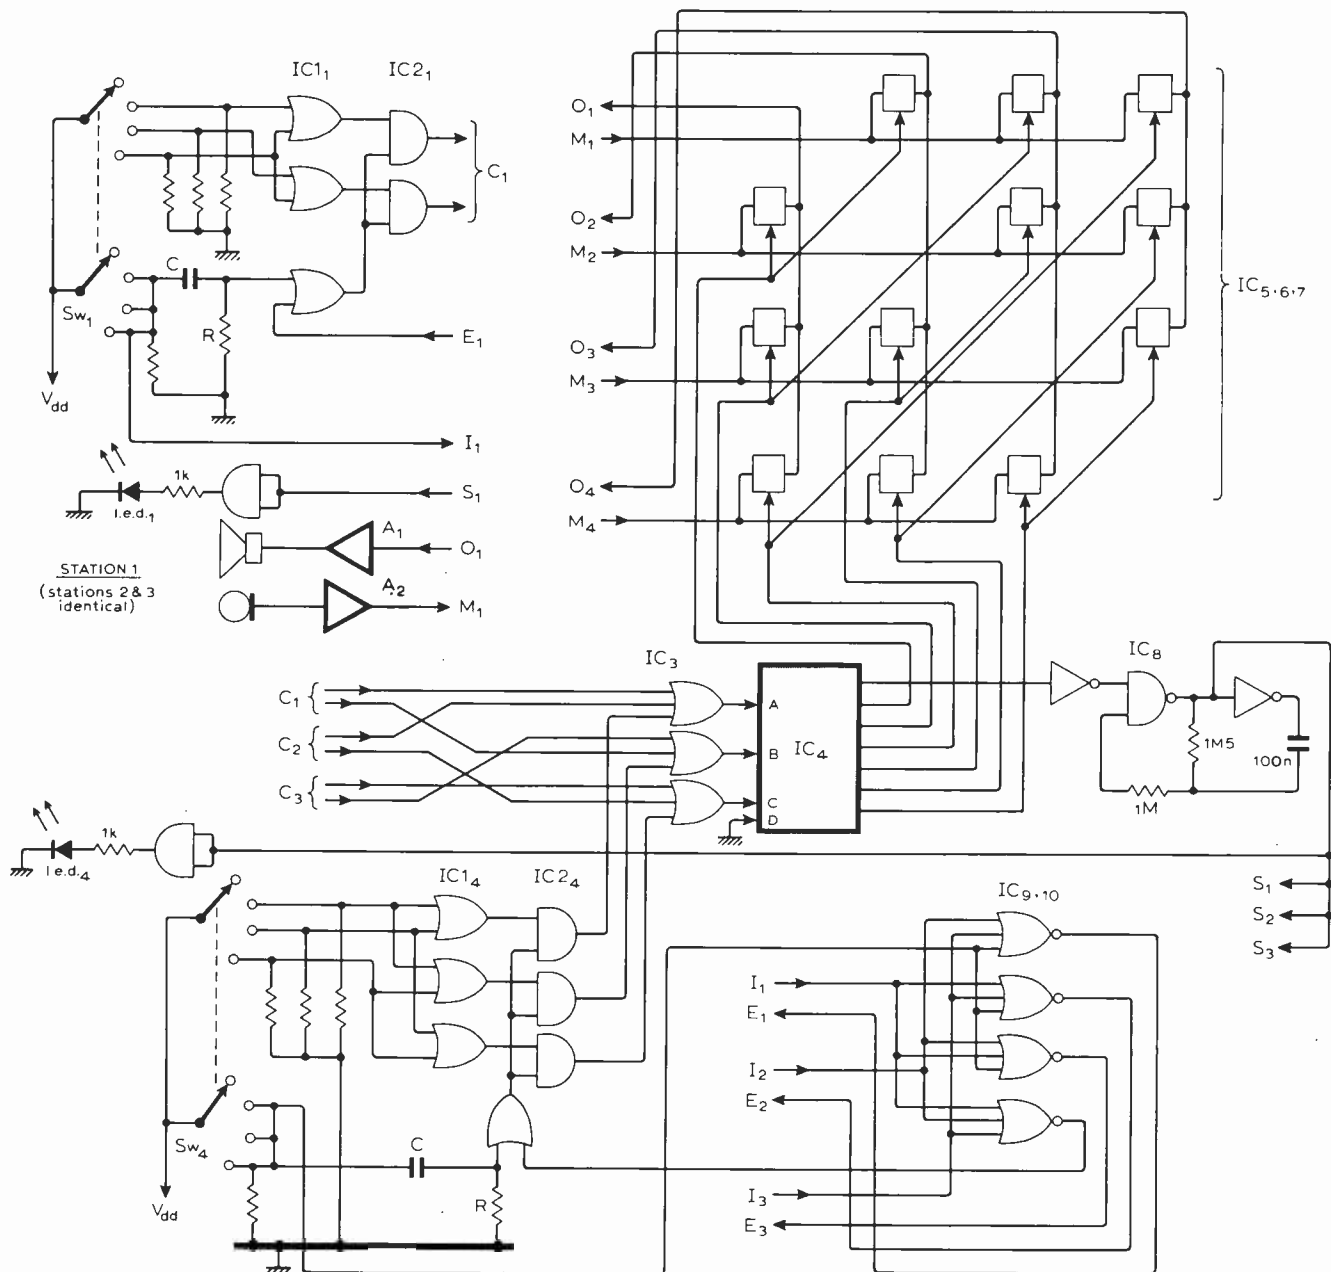 IC1₁ IC2₁
C₁
C
Sw₁
R
E₁
V_dd
I₁
1k
S₁
l.e.d.₁
A₁
O₁
STATION 1
(stations 2 & 3
identical)
A₂
M₁
O₁
M₁
O₂
M₂
O₃
M₃
O₄
M₄
IC₅.₆.₇
IC₃
C₁
C₂
C₃
A
B
C
D
IC₄
IC₈
1M5
100n
1M
1k
l.e.d.₄
IC1₄ IC2₄
Sw₄
C
R
V_dd
IC₉.₁₀
I₁
E₁
I₂
E₂
I₃
E₃
S₁
S₂
S₃